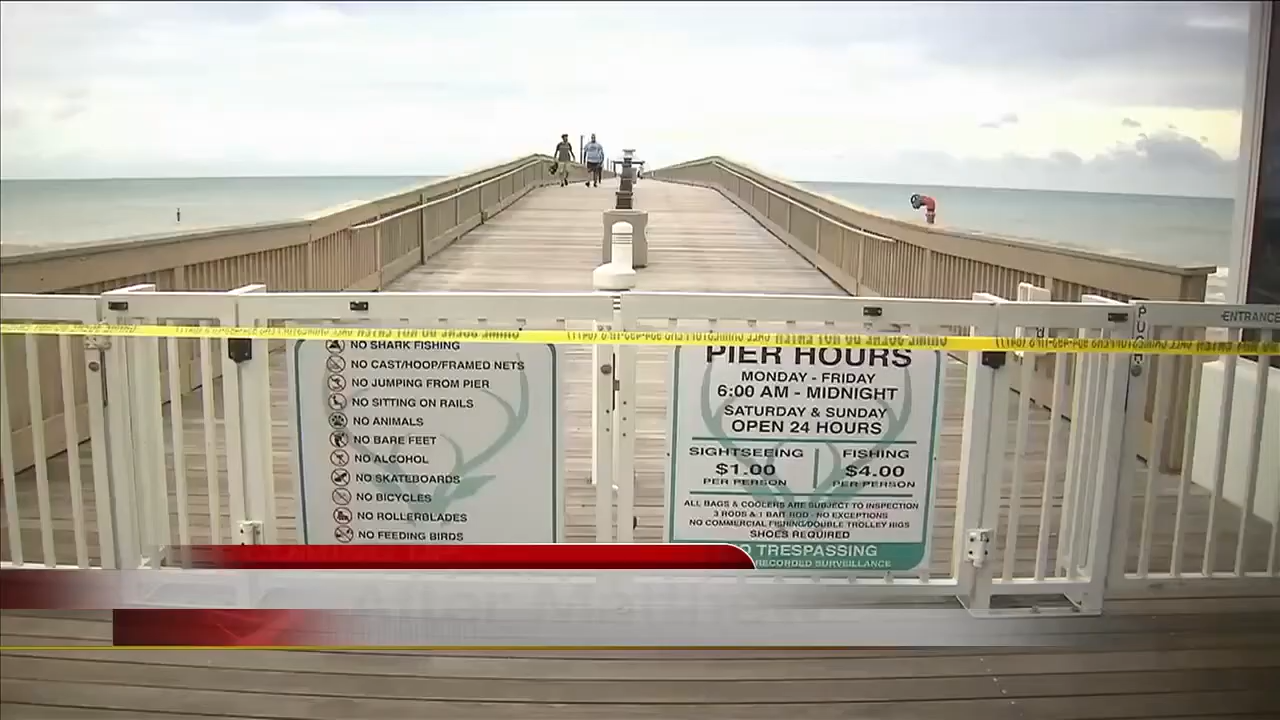 NO SHARK FISHING
NO CAST/HOOP/FRAMED NETS
NO JUMPING FROM PIER
NO SITTING ON RAILS
NO ANIMALS
NO BARE FEET
NO ALCOHOL
NO SKATEBOARDS
NO BICYCLES
NO ROLLERBLADES
NO FEEDING BIRDS
PIER HOURS
MONDAY - FRIDAY
6:00 AM - MIDNIGHT
SATURDAY & SUNDAY
OPEN 24 HOURS
SIGHTSEEING FISHING
$1.00 $4.00
PER PERSON PER PERSON
ALL BAGS & COOLERS ARE SUBJECT TO INSPECTION
3 RODS & 1 BAIT ROD - NO EXCEPTIONS
NO COMMERCIAL FISHING/DOUBLE TROLLEY RIGS
SHOES REQUIRED
TRESPASSING
RECORDED SURVEILLANCE
ENTRANCE